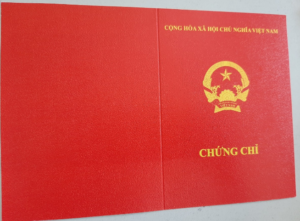 CỘNG HÒA XÃ HỘI CHỦ NGHĨA VIỆT NAM
CHỨNG CHỈ